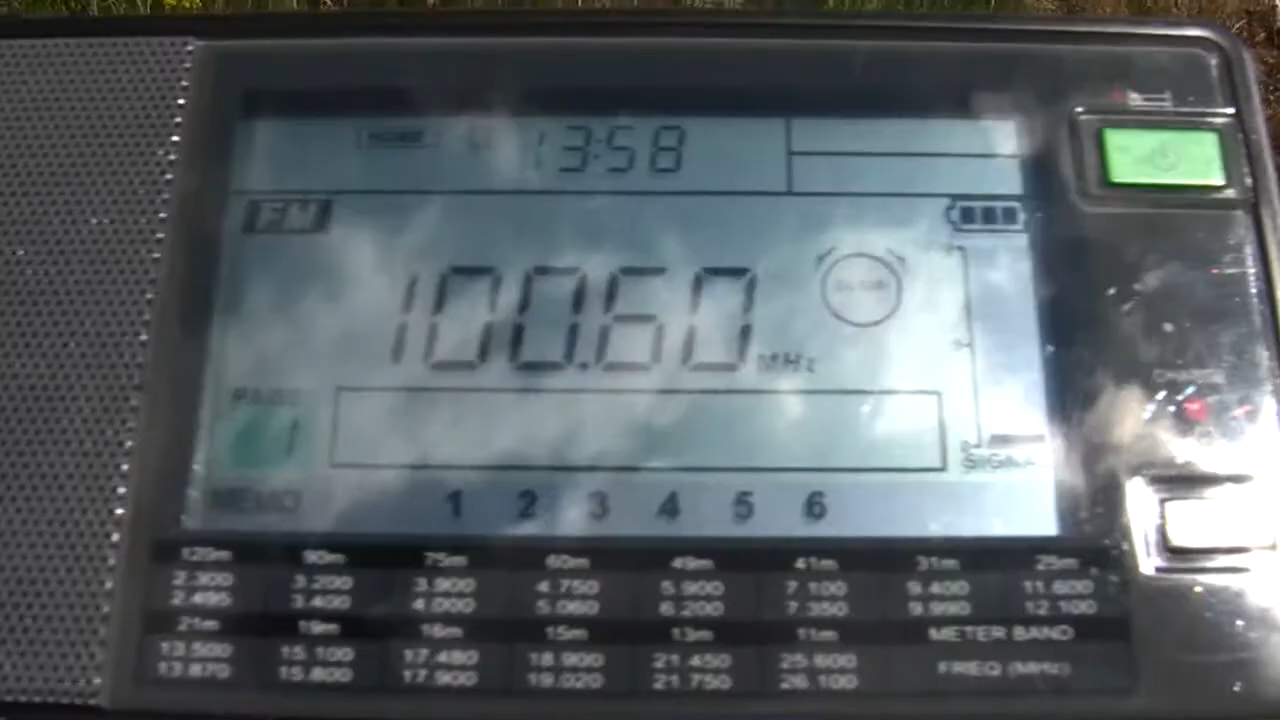 HOME 13:58
FM
100.60 MHz
PAGE
1
SIGNAL
MEMO 1 2 3 4 5 6
120m 90m 75m 60m 49m 41m 31m 25m
2.300 3.200 3.900 4.750 5.900 7.100 9.400 11.600
2.495 3.400 4.000 5.060 6.200 7.350 9.990 12.100
21m 19m 16m 15m 13m 11m METER BAND
13.500 15.100 17.480 18.900 21.450 25.600 FREQ (MHz)
13.870 15.800 17.900 19.020 21.750 26.100